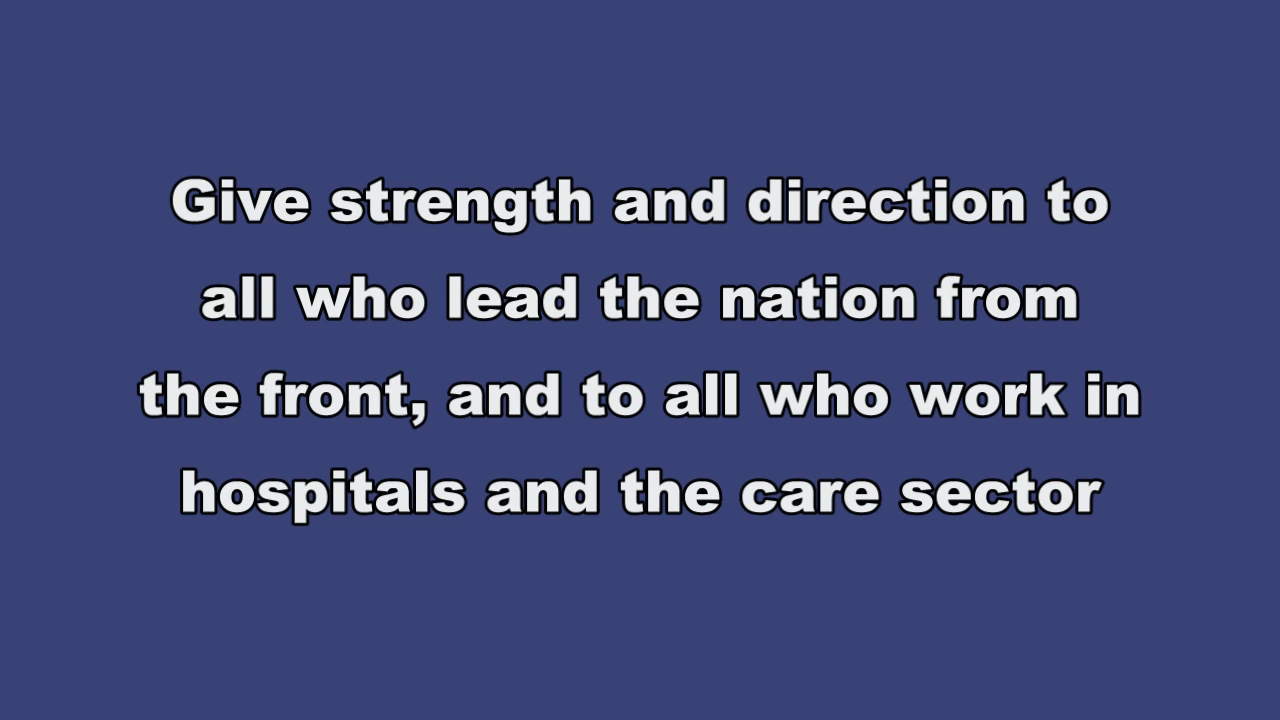 Give strength and direction to
all who lead the nation from
the front, and to all who work in
hospitals and the care sector